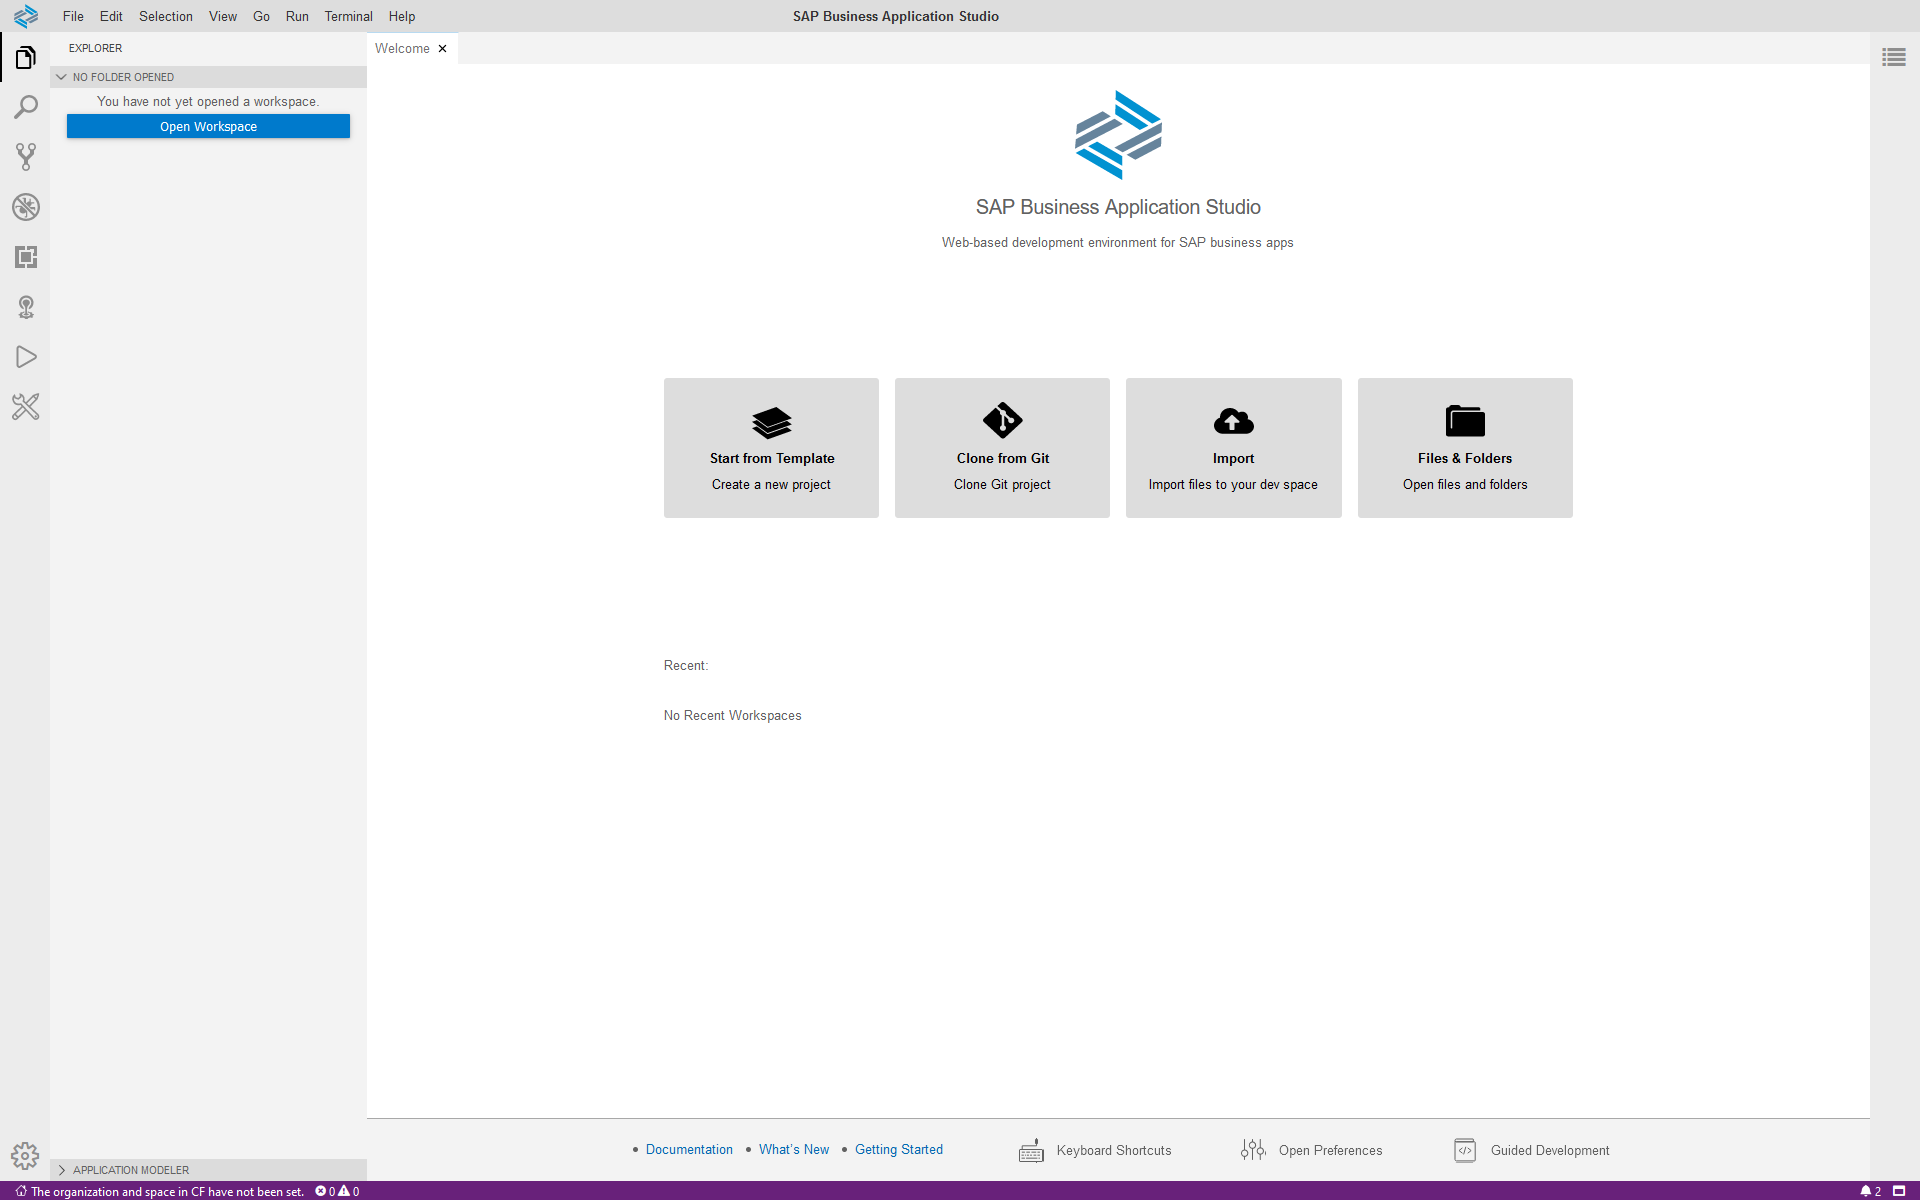 File Edit Selection View Go Run Terminal Help
SAP Business Application Studio
EXPLORER
NO FOLDER OPENED
You have not yet opened a workspace.
Open Workspace
APPLICATION MODELER
Welcome
SAP Business Application Studio
Web-based development environment for SAP business apps
Start from Template
Create a new project
Clone from Git
Clone Git project
Import
Import files to your dev space
Files & Folders
Open files and folders
Recent:
No Recent Workspaces
• Documentation • What's New • Getting Started
Keyboard Shortcuts
Open Preferences
Guided Development
The organization and space in CF have not been set. 0 0
2